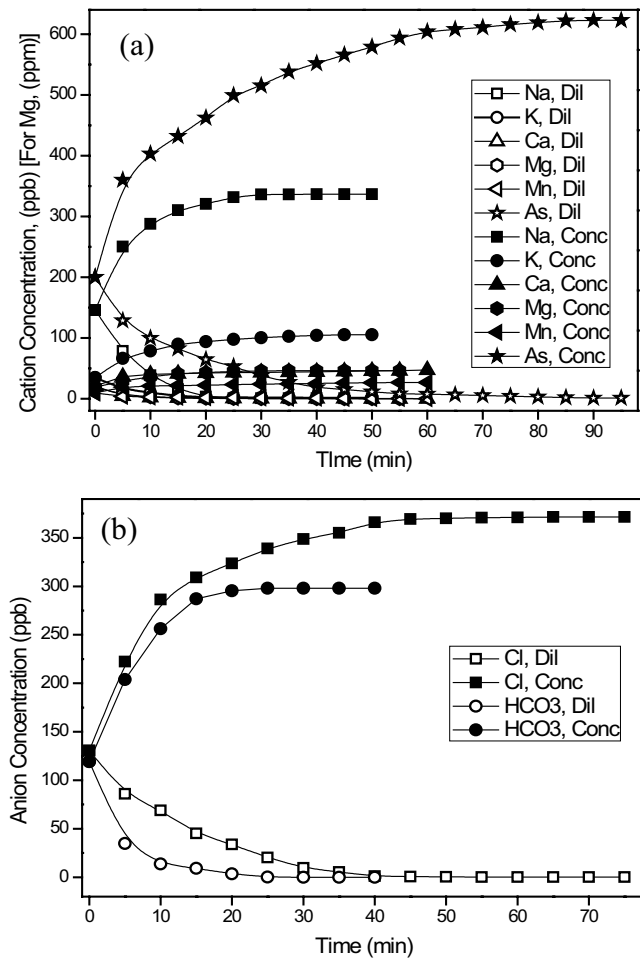 (a)
Cation Concentration, (ppb) [For Mg, (ppm)]
600
500
400
300
200
100
0
Na, Dil
K, Dil
Ca, Dil
Mg, Dil
Mn, Dil
As, Dil
Na, Conc
K, Conc
Ca, Conc
Mg, Conc
Mn, Conc
As, Conc
0 10 20 30 40 50 60 70 80 90
TIme (min)
(b)
Anion Concentration (ppb)
350
300
250
200
150
100
50
0
Cl, Dil
Cl, Conc
HCO3, Dil
HCO3, Conc
0 10 20 30 40 50 60 70
Time (min)